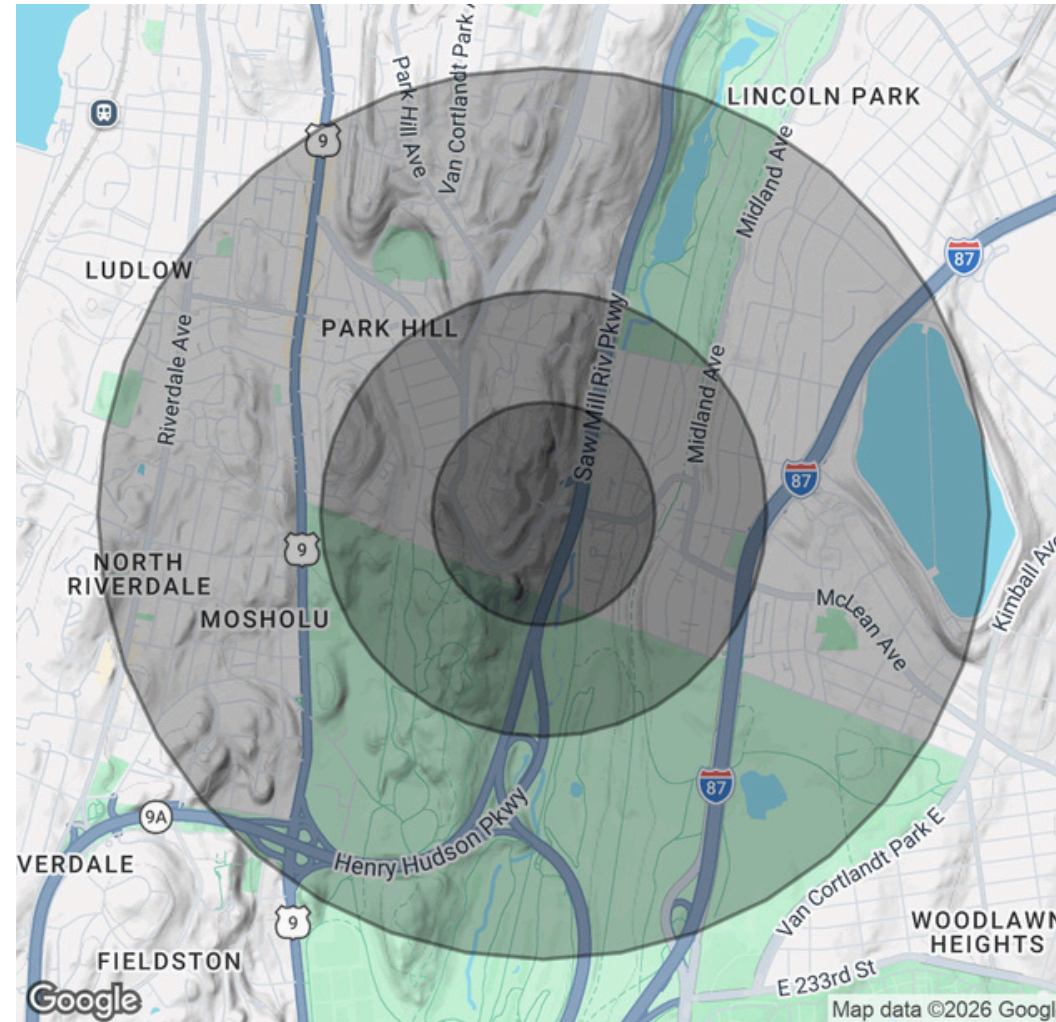 Van Cortlandt Park A
Park Hill Ave
LINCOLN PARK
9
Midland Ave
87
LUDLOW
PARK HILL
Riverdale Ave
Saw Mill Riv Pkwy
Midland Ave
87
9
NORTH
RIVERDALE
MOSHOLU
McLean Ave
Kimball Ave
87
9A
Henry Hudson Pkwy
VERDALE
Van Cortlandt Park E
9
WOODLAWN
HEIGHTS
FIELDSTON
E 233rd St
Google
Map data ©2026 Googl